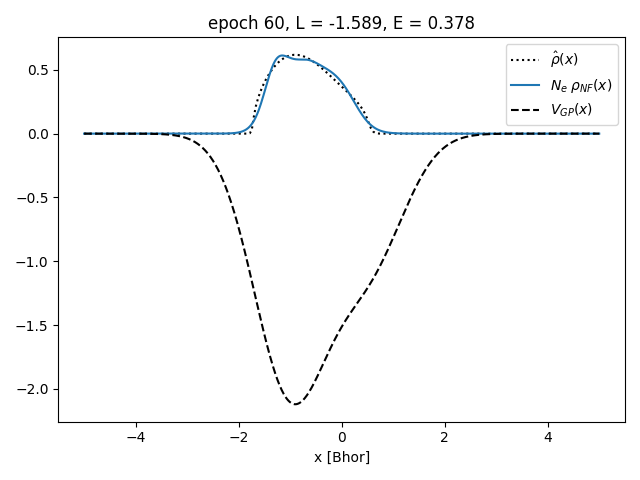 epoch 60, L = -1.589, E = 0.378
0.5
0.0
−0.5
−1.0
−1.5
−2.0
ρ̂(x)
Nₑ ρ_NF(x)
V_GP(x)
−4
−2
0
2
4
x [Bhor]